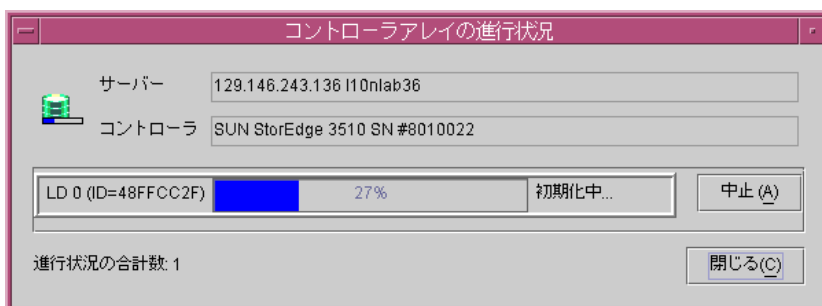 コントローラアレイの進行状況
サーバー 129.146.243.136 l10nlab36
コントローラ SUN StorEdge 3510 SN #8010022
LD 0 (ID=48FFCC2F) 27% 初期化中... 中止(A)
進行状況の合計数: 1 閉じる(C)